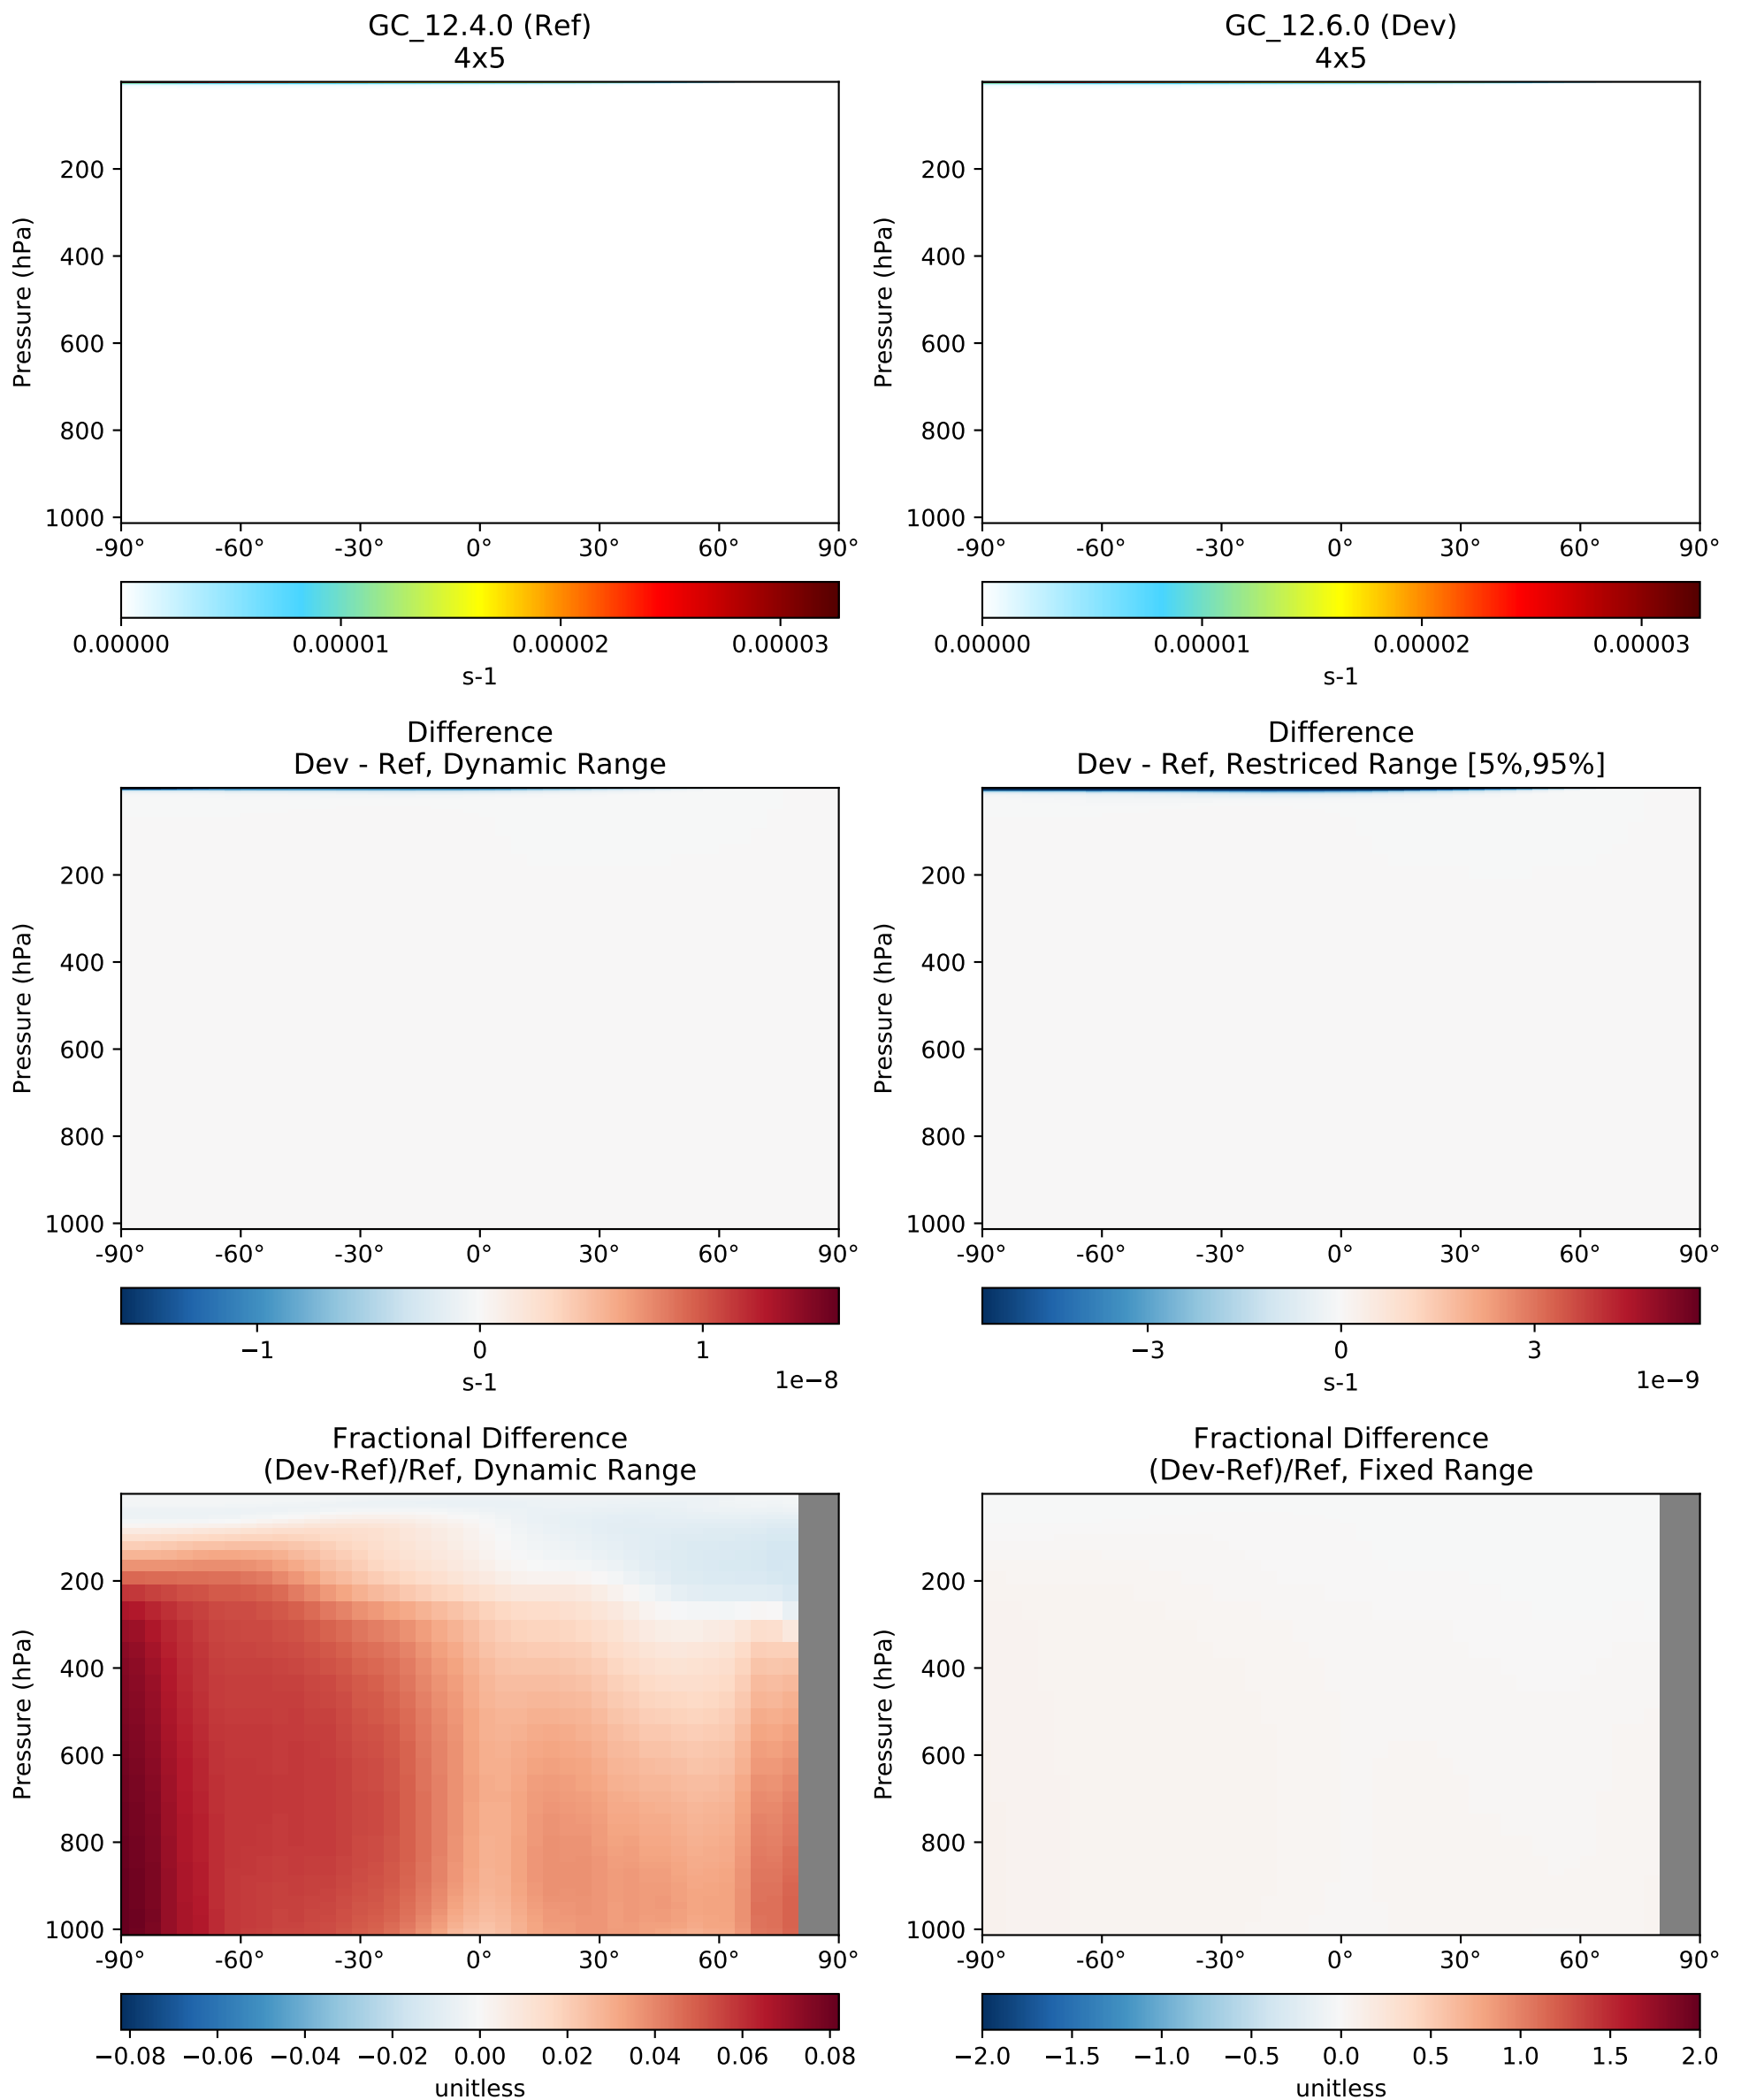 GC_12.4.0 (Ref)
4x5
200
400
600
800
1000
Pressure (hPa)
-90° -60° -30° 0° 30° 60° 90°
0.00000 0.00001 0.00002 0.00003
s-1
GC_12.6.0 (Dev)
4x5
200
400
600
800
1000
Pressure (hPa)
-90° -60° -30° 0° 30° 60° 90°
0.00000 0.00001 0.00002 0.00003
s-1
Difference
Dev - Ref, Dynamic Range
200
400
600
800
1000
Pressure (hPa)
-90° -60° -30° 0° 30° 60° 90°
−1 0 1
s-1
1e−8
Difference
Dev - Ref, Restriced Range [5%,95%]
200
400
600
800
1000
Pressure (hPa)
-90° -60° -30° 0° 30° 60° 90°
−3 0 3
s-1
1e−9
Fractional Difference
(Dev-Ref)/Ref, Dynamic Range
200
400
600
800
1000
Pressure (hPa)
-90° -60° -30° 0° 30° 60° 90°
−0.08 −0.06 −0.04 −0.02 0.00 0.02 0.04 0.06 0.08
unitless
Fractional Difference
(Dev-Ref)/Ref, Fixed Range
200
400
600
800
1000
Pressure (hPa)
-90° -60° -30° 0° 30° 60° 90°
−2.0 −1.5 −1.0 −0.5 0.0 0.5 1.0 1.5 2.0
unitless